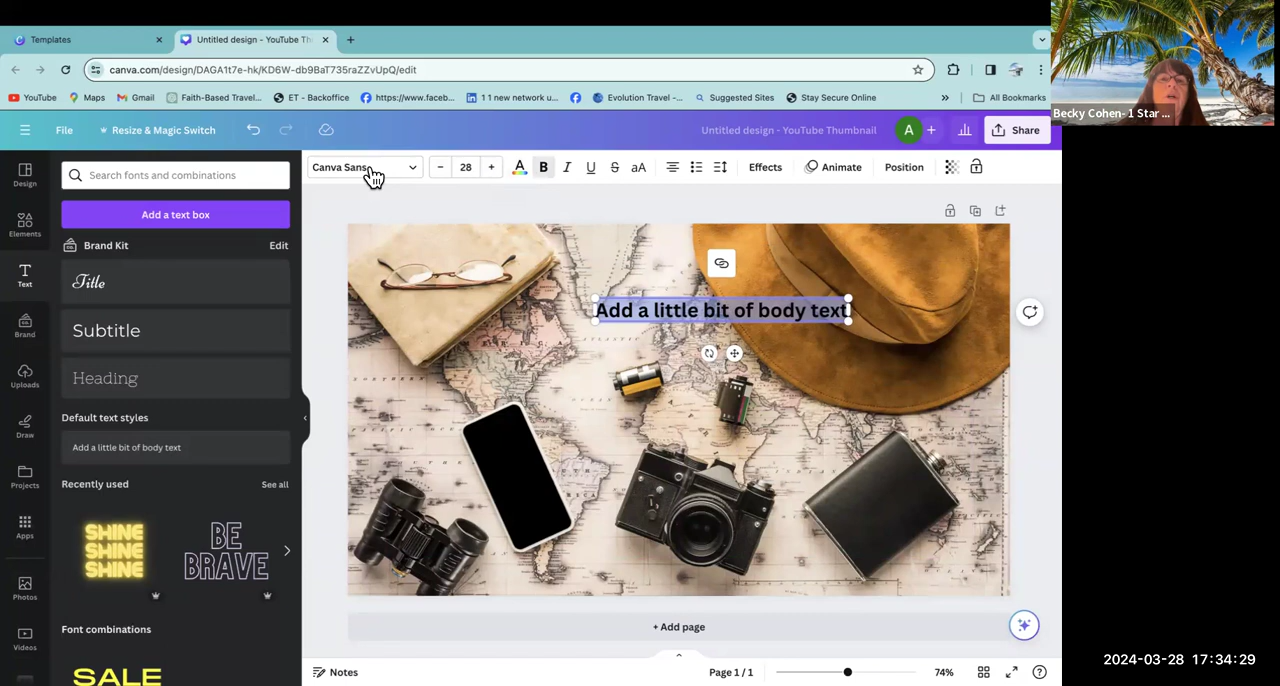 Templates
Untitled design - YouTube Th
canva.com/design/DAGA1t7e-hk/KD6W-db9BaT735raZZvUpQ/edit
YouTube
Maps
Gmail
Faith-Based Travel...
ET - Backoffice
https://www.faceb...
1 1 new network u...
Evolution Travel -...
Suggested Sites
Stay Secure Online
»
All Bookmarks
Becky Cohen- 1 Star ...
File
Resize & Magic Switch
Untitled design - YouTube Thumbnail
A
+
Share
Design
Elements
Text
Brand
Uploads
Draw
Projects
Apps
Photos
Videos
Search fonts and combinations
Add a text box
Brand Kit
Edit
Title
Subtitle
Heading
Default text styles
Add a little bit of body text
Recently used
See all
SHINE
SHINE
SHINE
BE
BRAVE
Font combinations
SALE
Canva Sans
– 28 +
A B I U S aA
Effects
Animate
Position
Add a little bit of body text
+ Add page
Notes
Page 1 / 1
74%
2024-03-28 17:34:29